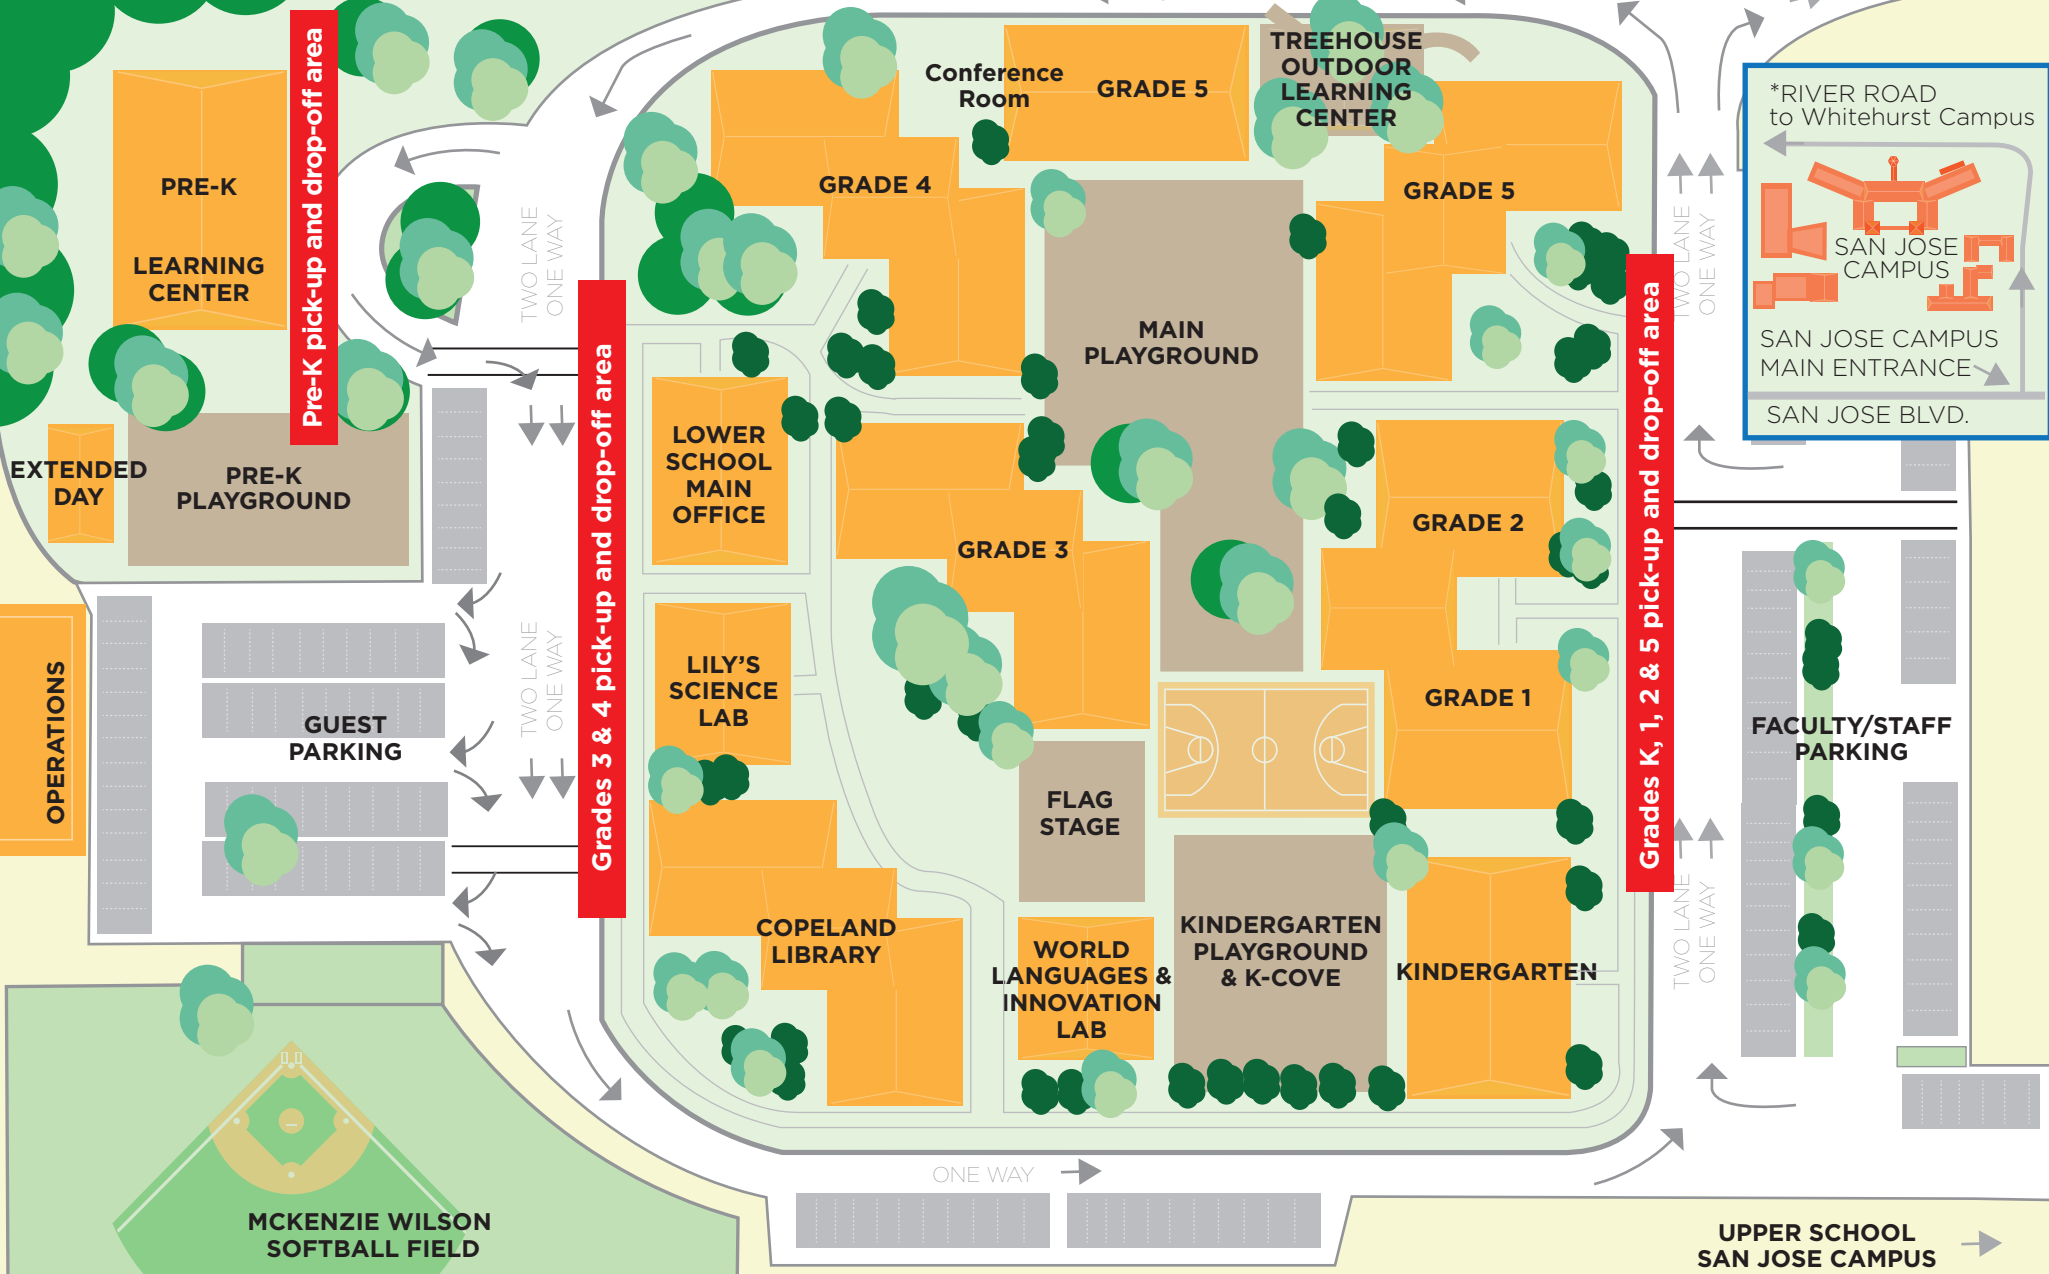 Pre-K pick-up and drop-off area
PRE-K
LEARNING
CENTER
EXTENDED
DAY
PRE-K
PLAYGROUND
OPERATIONS
GUEST
PARKING
TWO LANE
ONE WAY
TWO LANE
ONE WAY
Grades 3 & 4 pick-up and drop-off area
Conference
Room
GRADE 5
TREEHOUSE
OUTDOOR
LEARNING
CENTER
GRADE 4
GRADE 5
MAIN
PLAYGROUND
LOWER
SCHOOL
MAIN
OFFICE
GRADE 3
GRADE 2
LILY'S
SCIENCE
LAB
GRADE 1
FLAG
STAGE
COPELAND
LIBRARY
WORLD
LANGUAGES &
INNOVATION
LAB
KINDERGARTEN
PLAYGROUND
& K-COVE
KINDERGARTEN
Grades K, 1, 2 & 5 pick-up and drop-off area
TWO LANE
ONE WAY
TWO LANE
ONE WAY
*RIVER ROAD
to Whitehurst Campus
SAN JOSE
CAMPUS
SAN JOSE CAMPUS
MAIN ENTRANCE
SAN JOSE BLVD.
FACULTY/STAFF
PARKING
ONE WAY
MCKENZIE WILSON
SOFTBALL FIELD
UPPER SCHOOL
SAN JOSE CAMPUS